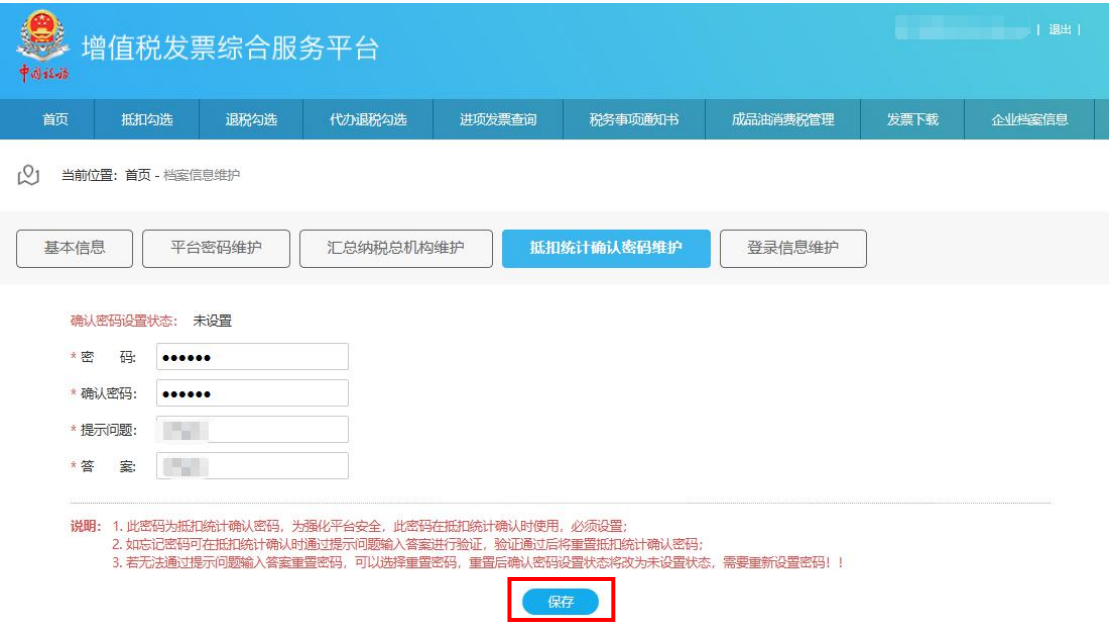 增值税发票综合服务平台
| 退出 |
中国税务
首页 抵扣勾选 退税勾选 代办退税勾选 进项发票查询 税务事项通知书 成品油消费税管理 发票下载 企业档案信息
当前位置：首页 - 档案信息维护
基本信息 平台密码维护 汇总纳税总机构维护 抵扣统计确认密码维护 登录信息维护
确认密码设置状态： 未设置
* 密 码: ●●●●●●
* 确认密码: ●●●●●●
* 提示问题:
* 答 案:
说明： 1. 此密码为抵扣统计确认密码，为强化平台安全，此密码在抵扣统计确认时使用，必须设置；
2. 如忘记密码可在抵扣统计确认时通过提示问题输入答案进行验证，验证通过后将重置抵扣统计确认密码；
3. 若无法通过提示问题输入答案重置密码，可以选择重置密码，重置后确认密码设置状态将改为未设置状态，需要重新设置密码！！
保存